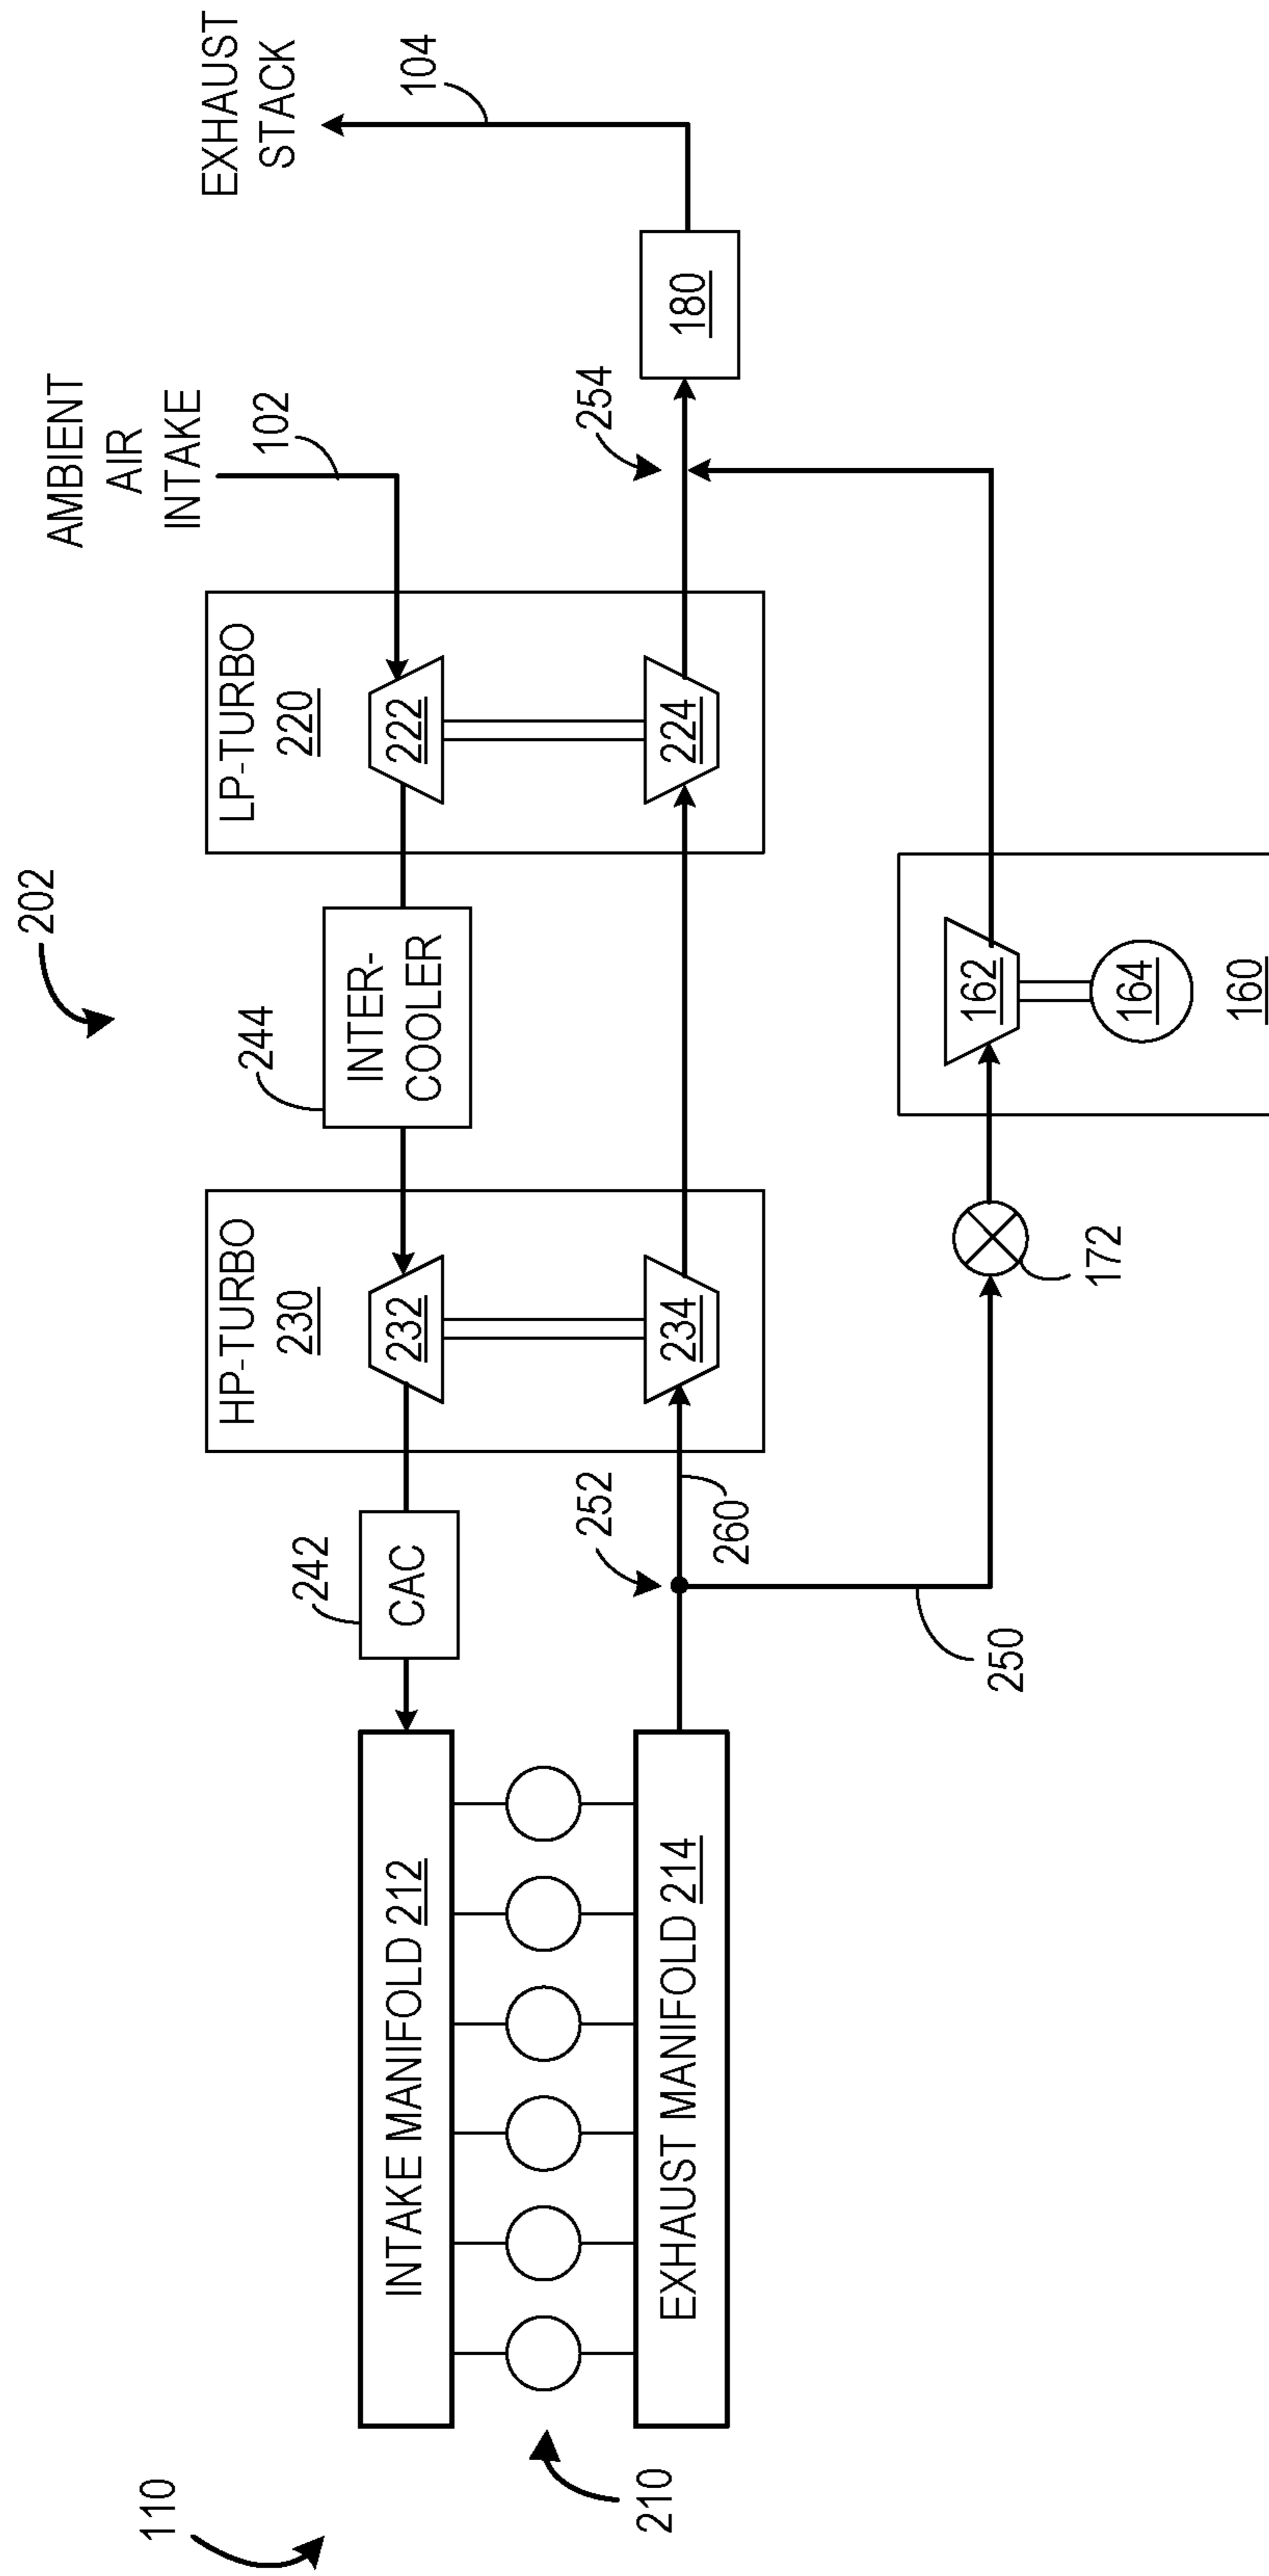 202
AMBIENT
AIR
INTAKE
EXHAUST
STACK
110
242
HP-TURBO
230
244
LP-TURBO
220
102
104
INTAKE MANIFOLD 212
CAC
232
INTER-
COOLER
222
210
252
254
EXHAUST MANIFOLD 214
260
234
224
180
250
172
162
164
160